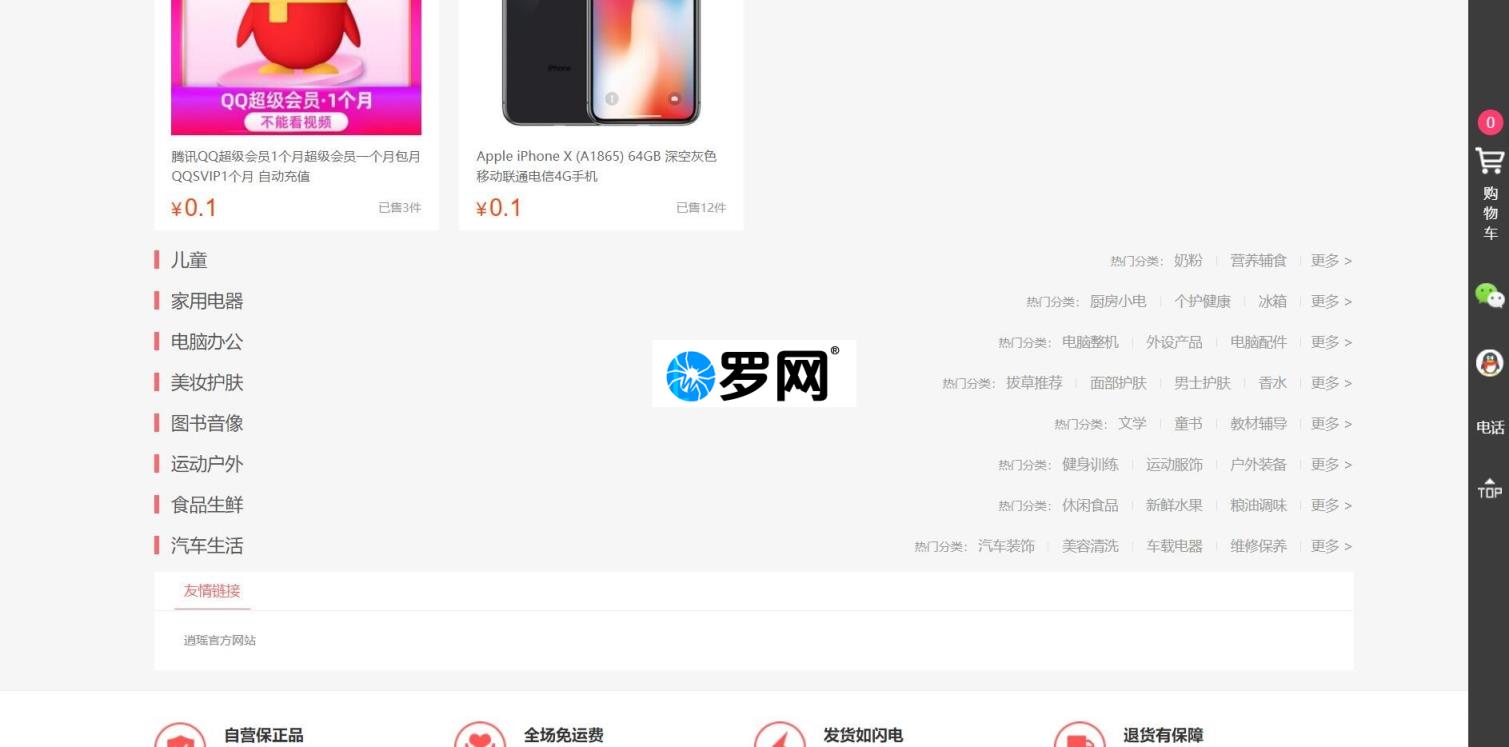 QQ超级会员·1个月
不能看视频
iPhone
腾讯QQ超级会员1个月超级会员一个月包月
QQSVIP1个月 自动充值
¥0.1
已售3件
Apple iPhone X (A1865) 64GB 深空灰色
移动联通电信4G手机
¥0.1
已售12件
0
购
物
车
电话
TOP
儿童
热门分类: 奶粉 | 营养辅食 | 更多 >
家用电器
热门分类: 厨房小电 | 个护健康 | 冰箱 | 更多 >
电脑办公
热门分类: 电脑整机 | 外设产品 | 电脑配件 | 更多 >
美妆护肤
热门分类: 拔草推荐 | 面部护肤 | 男士护肤 | 香水 | 更多 >
罗网®
图书音像
热门分类: 文学 | 童书 | 教材辅导 | 更多 >
运动户外
热门分类: 健身训练 | 运动服饰 | 户外装备 | 更多 >
食品生鲜
热门分类: 休闲食品 | 新鲜水果 | 粮油调味 | 更多 >
汽车生活
热门分类: 汽车装饰 | 美容清洗 | 车载电器 | 维修保养 | 更多 >
友情链接
逍瑶官方网站
自营保正品
全场免运费
发货如闪电
退货有保障